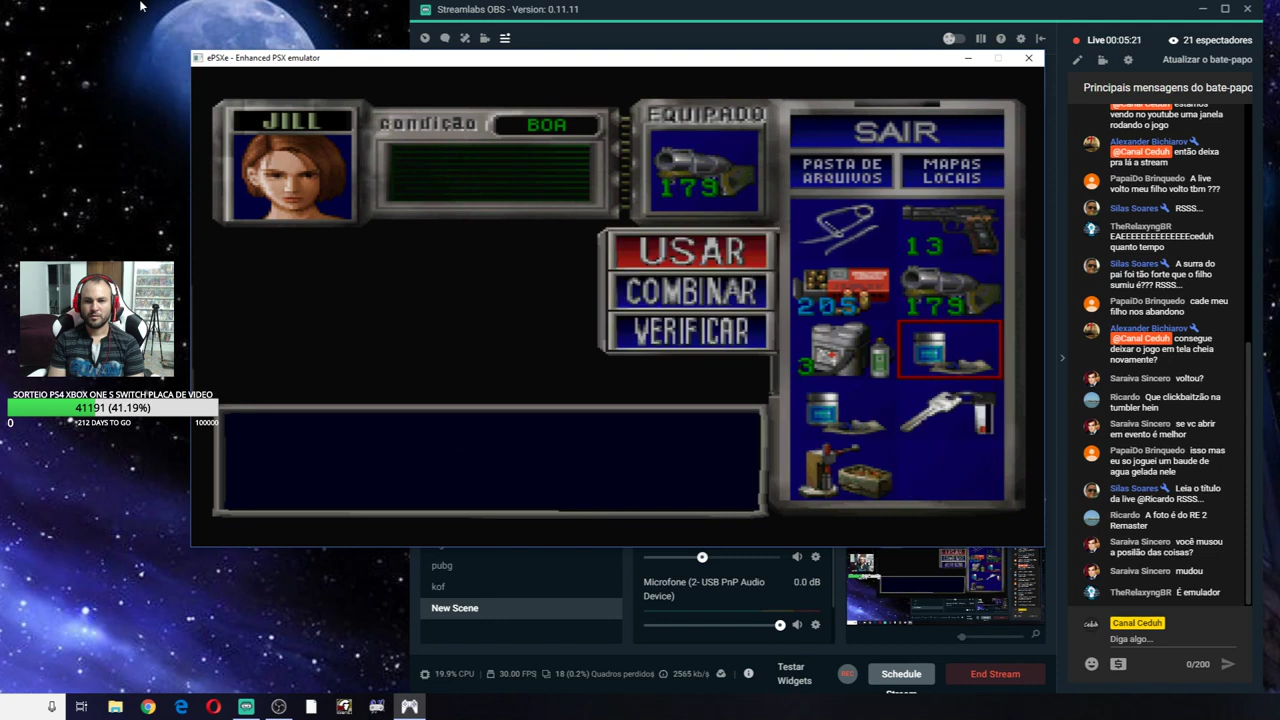 Streamlabs OBS - Version: 0.11.11
Live 00:05:21
21 espectadores
Atualizar o bate-papo
Principais mensagens do bate-papo
ePSXe - Enhanced PSX emulator
JILL
condição
BOA
EQUIPADO
179
SAIR
PASTA DE
ARQUIVOS
MAPAS
LOCAIS
13
205
179
3
USAR
COMBINAR
VERIFICAR
SORTEIO PS4 XBOX ONE S SWITCH PLACA DE VIDEO
41191 (41.19%)
0
-212 DAYS TO GO
100000
@Canal Ceduh estamos
vendo no youtube uma janela
rodando o jogo
Alexander Bichiarov
@Canal Ceduh então deixa
pra lá a stream
PapaiDo Brinquedo A live
volto meu filho volto tbm ???
Silas Soares RSSS...
TheRelaxyngBR
EAEEEEEEEEEEEEEceduh
quanto tempo
Silas Soares A surra do
pai foi tão forte que o filho
sumiu é??? RSSS...
PapaiDo Brinquedo cade meu
filho nos abandono
Alexander Bichiarov
@Canal Ceduh consegue
deixar o jogo em tela cheia
novamente?
Saraiva Sincero voltou?
Ricardo Que clickbaitzão na
tumbler hein
Saraiva Sincero se vc abrir
em evento é melhor
PapaiDo Brinquedo isso mas
eu so joguei um baude de
agua gelada nele
Silas Soares Leia o título
da live @Ricardo RSSS...
Ricardo A foto é do RE 2
Remaster
Saraiva Sincero você musou
a posilão das coisas?
Saraiva Sincero mudou
TheRelaxyngBR É emulador
Canal Ceduh
Diga algo...
0/200
pubg
kof
New Scene
Microfone (2- USB PnP Audio
Device)
0.0 dB
19.9% CPU
30.00 FPS
18 (0.2%) Quadros perdidos
2565 kb/s
Testar
Widgets
REC
Schedule
Stream
End Stream